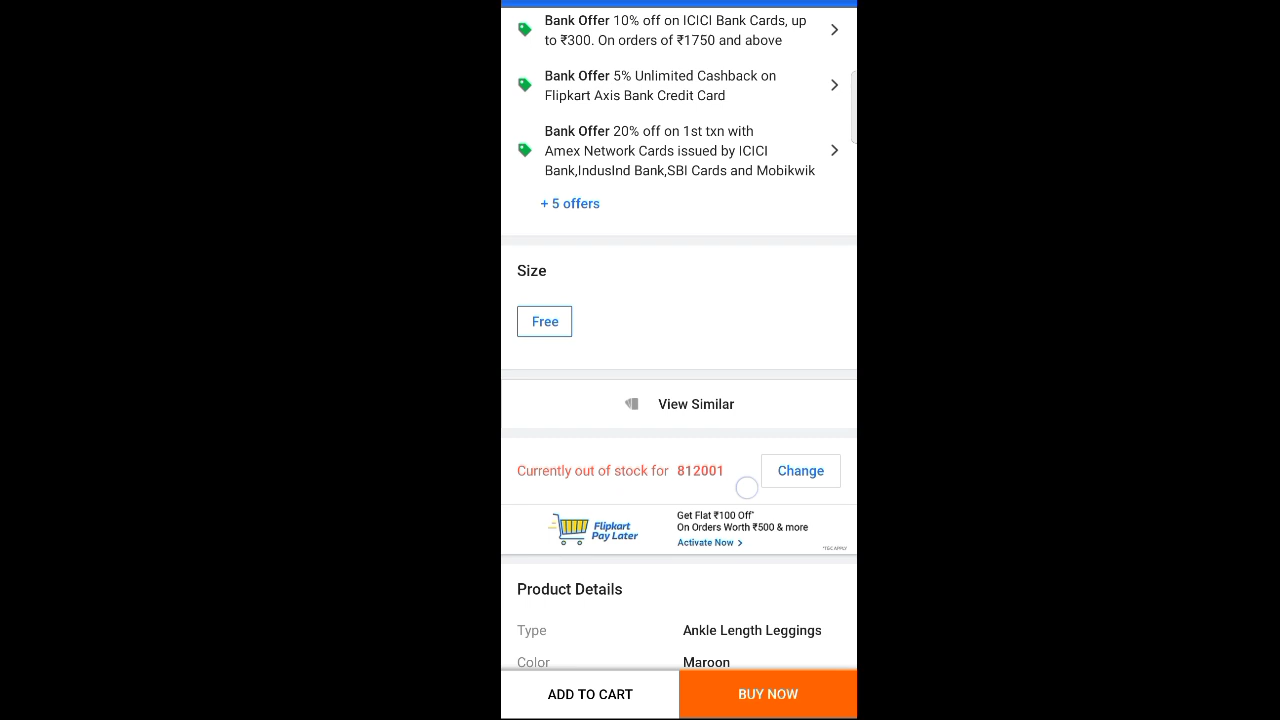 Bank Offer 10% off on ICICI Bank Cards, up
to ₹300. On orders of ₹1750 and above
Bank Offer 5% Unlimited Cashback on
Flipkart Axis Bank Credit Card
Bank Offer 20% off on 1st txn with
Amex Network Cards issued by ICICI
Bank,IndusInd Bank,SBI Cards and Mobikwik
+ 5 offers
Size
Free
View Similar
Currently out of stock for 812001
Change
Flipkart
Pay Later
Get Flat ₹100 Off*
On Orders Worth ₹500 & more
Activate Now >
*T&C APPLY
Product Details
Type Ankle Length Leggings
Color Maroon
ADD TO CART
BUY NOW